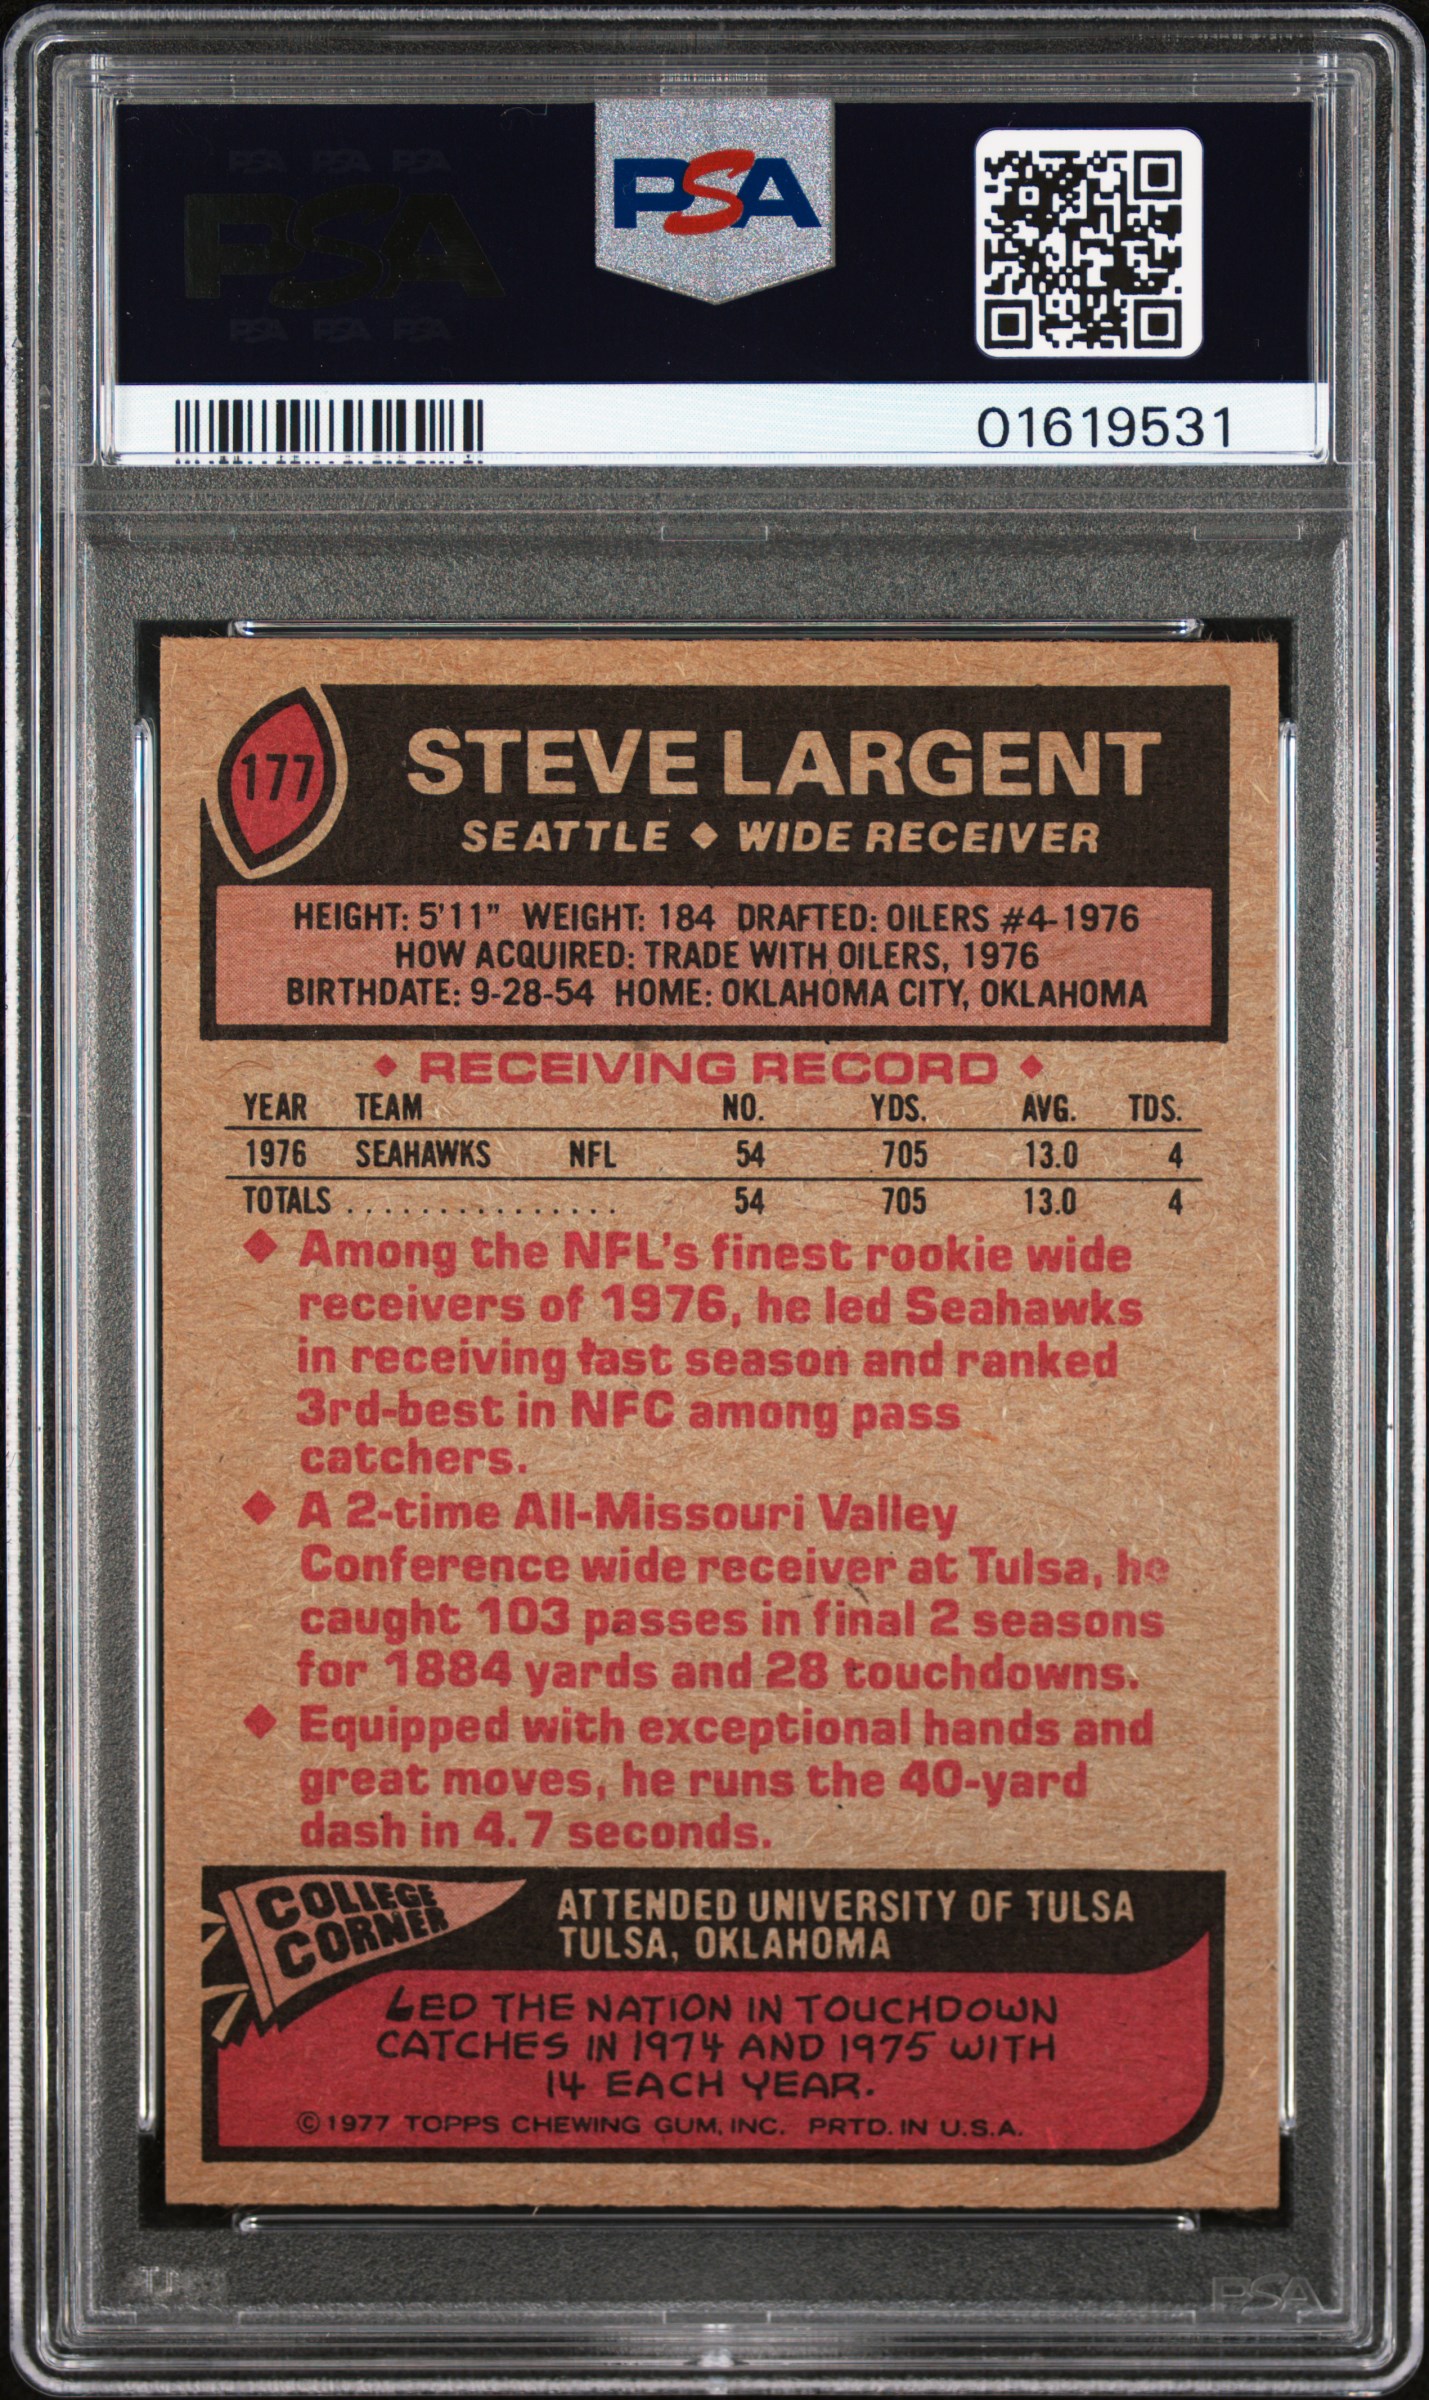 PSA PSA PSA
PSA
PSA PSA PSA
PSA
01619531
177
STEVE LARGENT
SEATTLE ♦ WIDE RECEIVER
HEIGHT: 5'11" WEIGHT: 184 DRAFTED: OILERS #4-1976
HOW ACQUIRED: TRADE WITH OILERS, 1976
BIRTHDATE: 9-28-54 HOME: OKLAHOMA CITY, OKLAHOMA
♦ RECEIVING RECORD ♦
YEAR TEAM NO. YDS. AVG. TDS.
1976 SEAHAWKS NFL 54 705 13.0 4
TOTALS . . . . . . . . . . . . . . . 54 705 13.0 4
♦ Among the NFL's finest rookie wide
receivers of 1976, he led Seahawks
in receiving last season and ranked
3rd-best in NFC among pass
catchers.
♦ A 2-time All-Missouri Valley
Conference wide receiver at Tulsa, he
caught 103 passes in final 2 seasons
for 1884 yards and 28 touchdowns.
♦ Equipped with exceptional hands and
great moves, he runs the 40-yard
dash in 4.7 seconds.
COLLEGE
CORNER
ATTENDED UNIVERSITY OF TULSA
TULSA, OKLAHOMA
LED THE NATION IN TOUCHDOWN
CATCHES IN 1974 AND 1975 WITH
14 EACH YEAR.
© 1977 TOPPS CHEWING GUM, INC. PRTD. IN U.S.A.
PSA